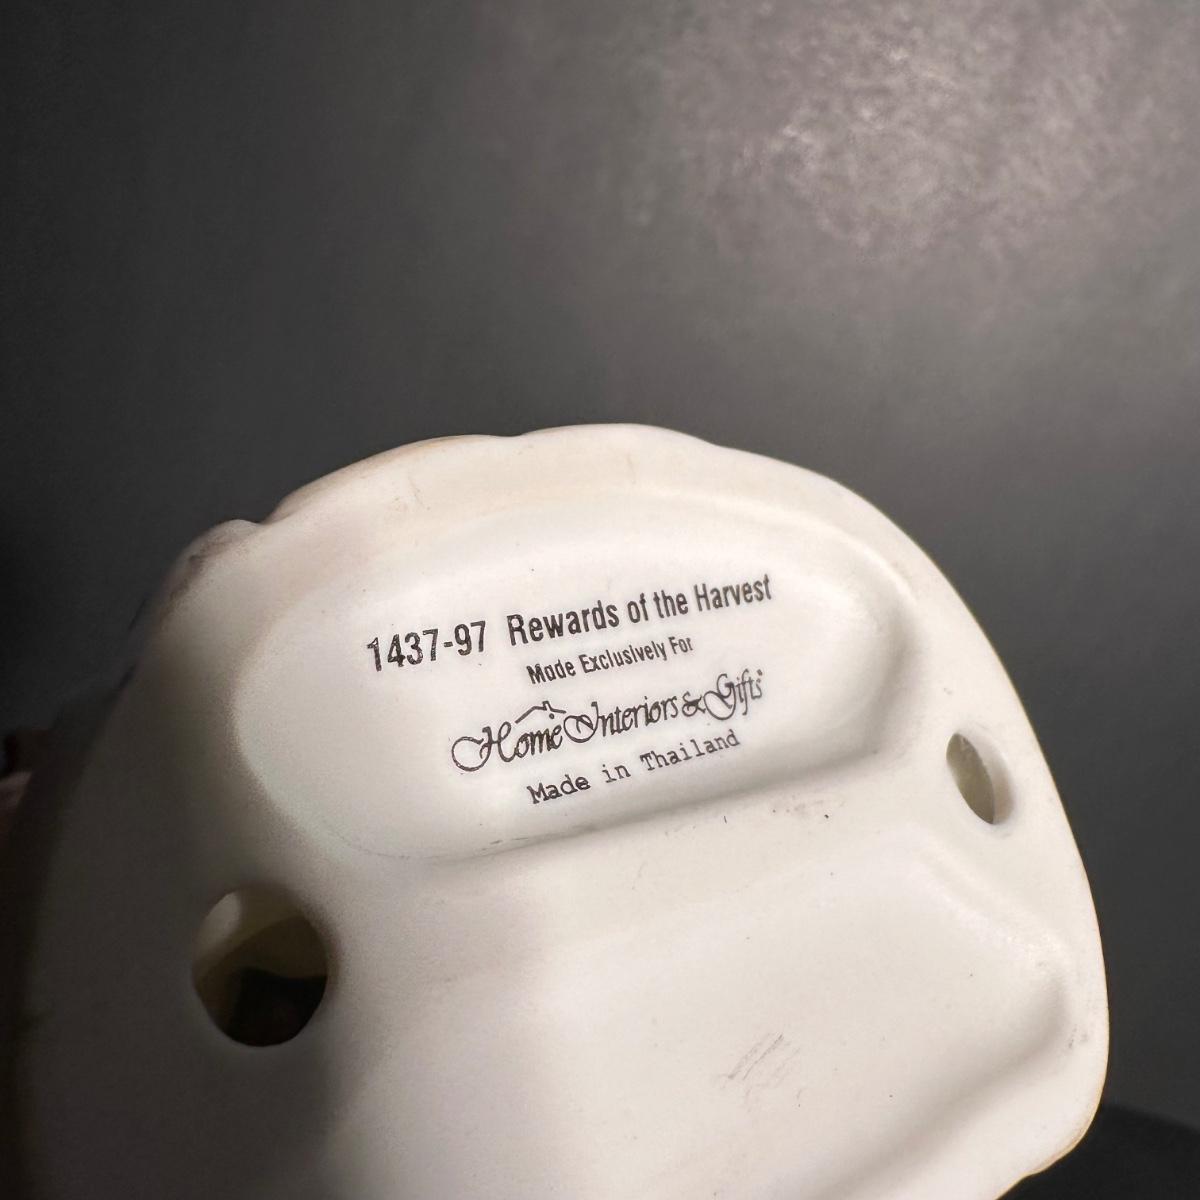 1437-97 Rewards of the Harvest
Made Exclusively For
Home Interiors & Gifts
Made in Thailand